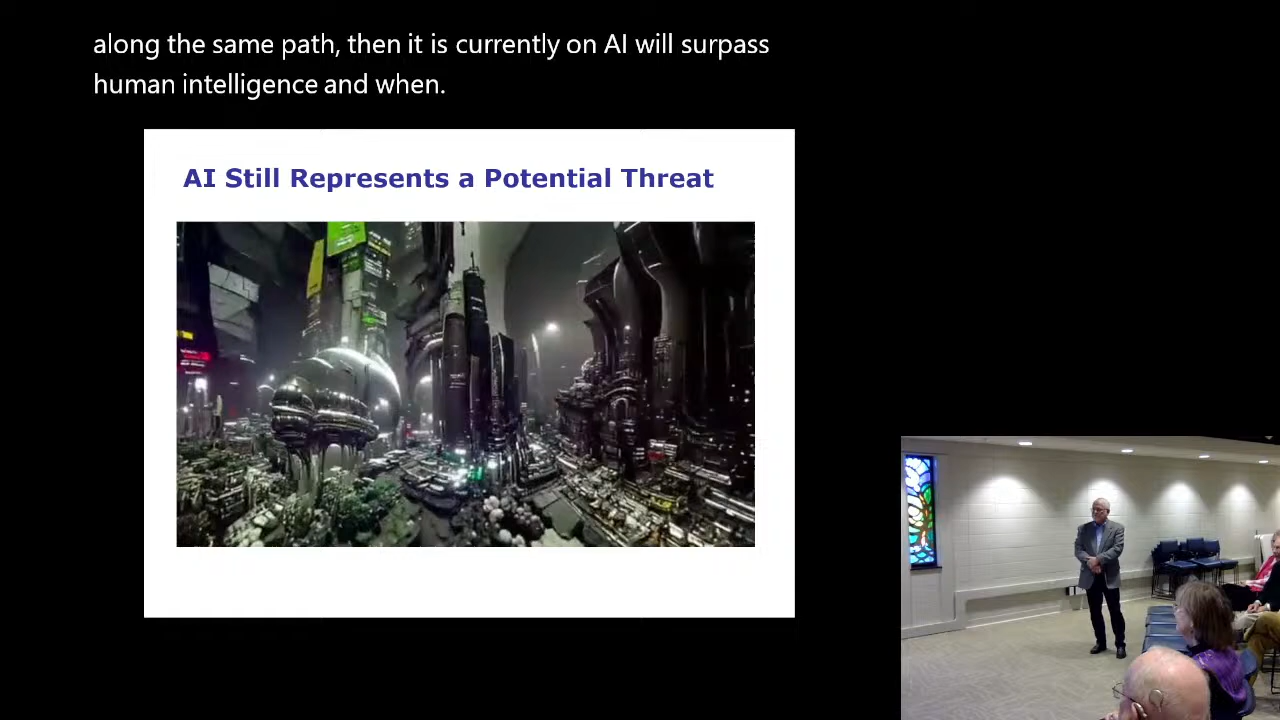 along the same path, then it is currently on AI will surpass
human intelligence and when.
AI Still Represents a Potential Threat